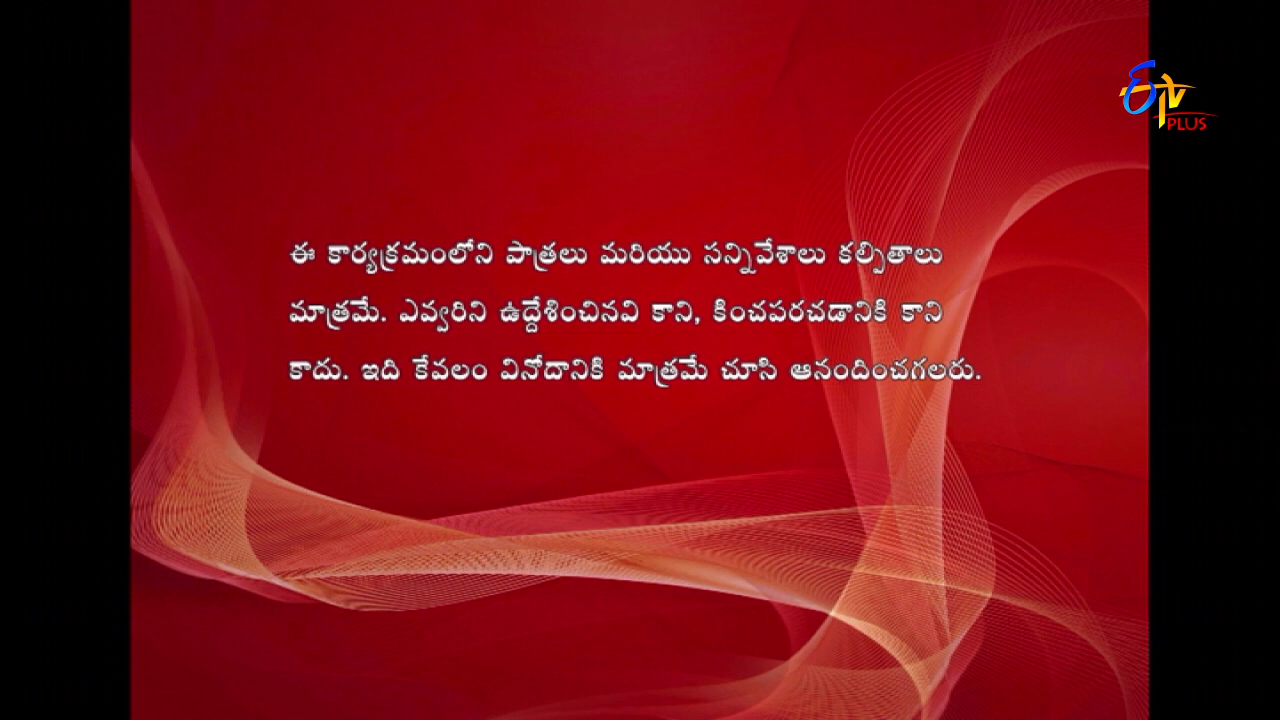 ETV
PLUS
ఈ కార్యక్రమంలోని పాత్రలు మరియు సన్నివేశాలు కల్పితాలు
మాత్రమే. ఎవ్వరిని ఉద్దేశించినవి కాని, కించపరచడానికి కాని
కాదు. ఇది కేవలం వినోదానికి మాత్రమే చూసి ఆనందించగలరు.